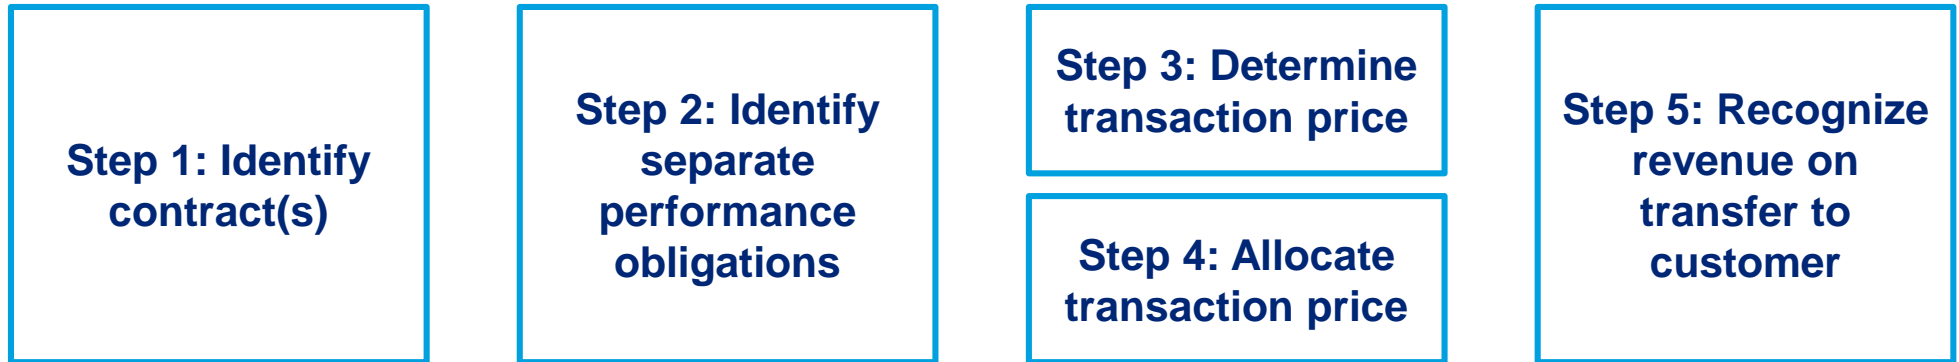 Step 1: Identify
contract(s)
Step 2: Identify
separate
performance
obligations
Step 3: Determine
transaction price
Step 4: Allocate
transaction price
Step 5: Recognize
revenue on
transfer to
customer